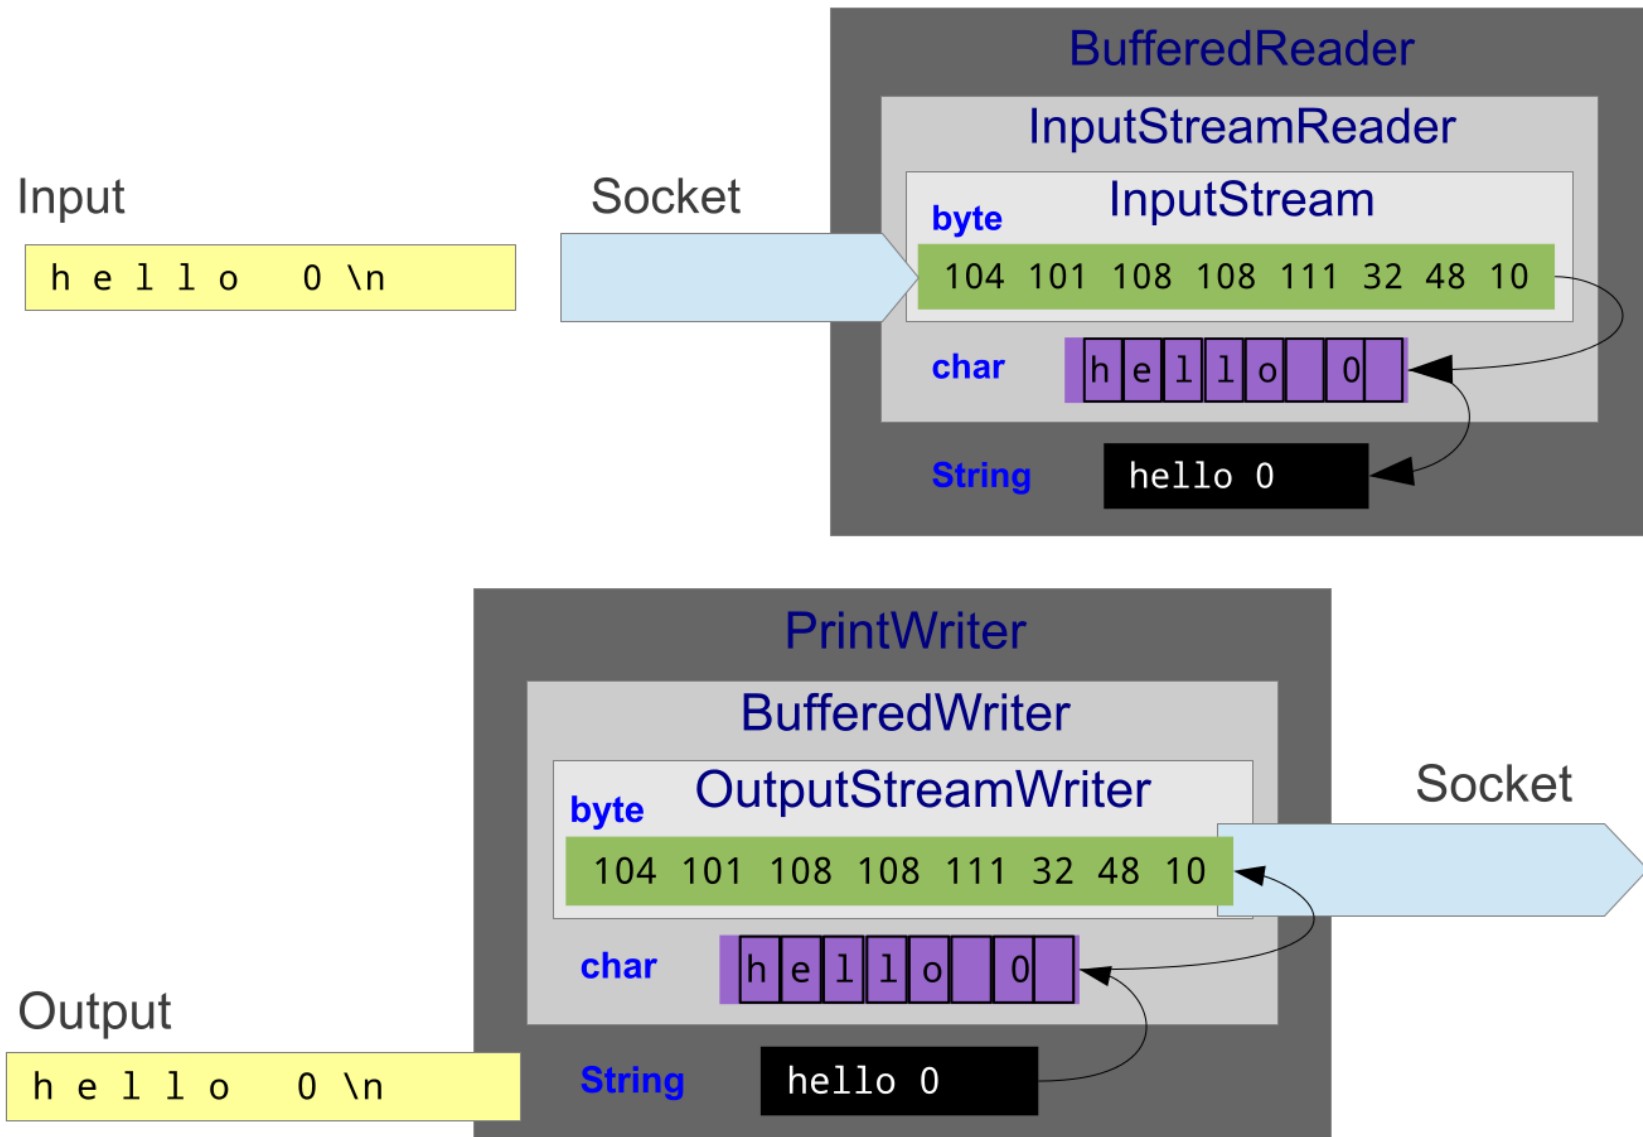 BufferedReader
InputStreamReader
Input
Socket
InputStream
byte
h e l l o   0 \n
104 101 108 108 111 32 48 10
char
h e l l o   0
String
hello 0
PrintWriter
BufferedWriter
OutputStreamWriter
Socket
byte
104 101 108 108 111 32 48 10
char
h e l l o   0
Output
h e l l o   0 \n
String
hello 0